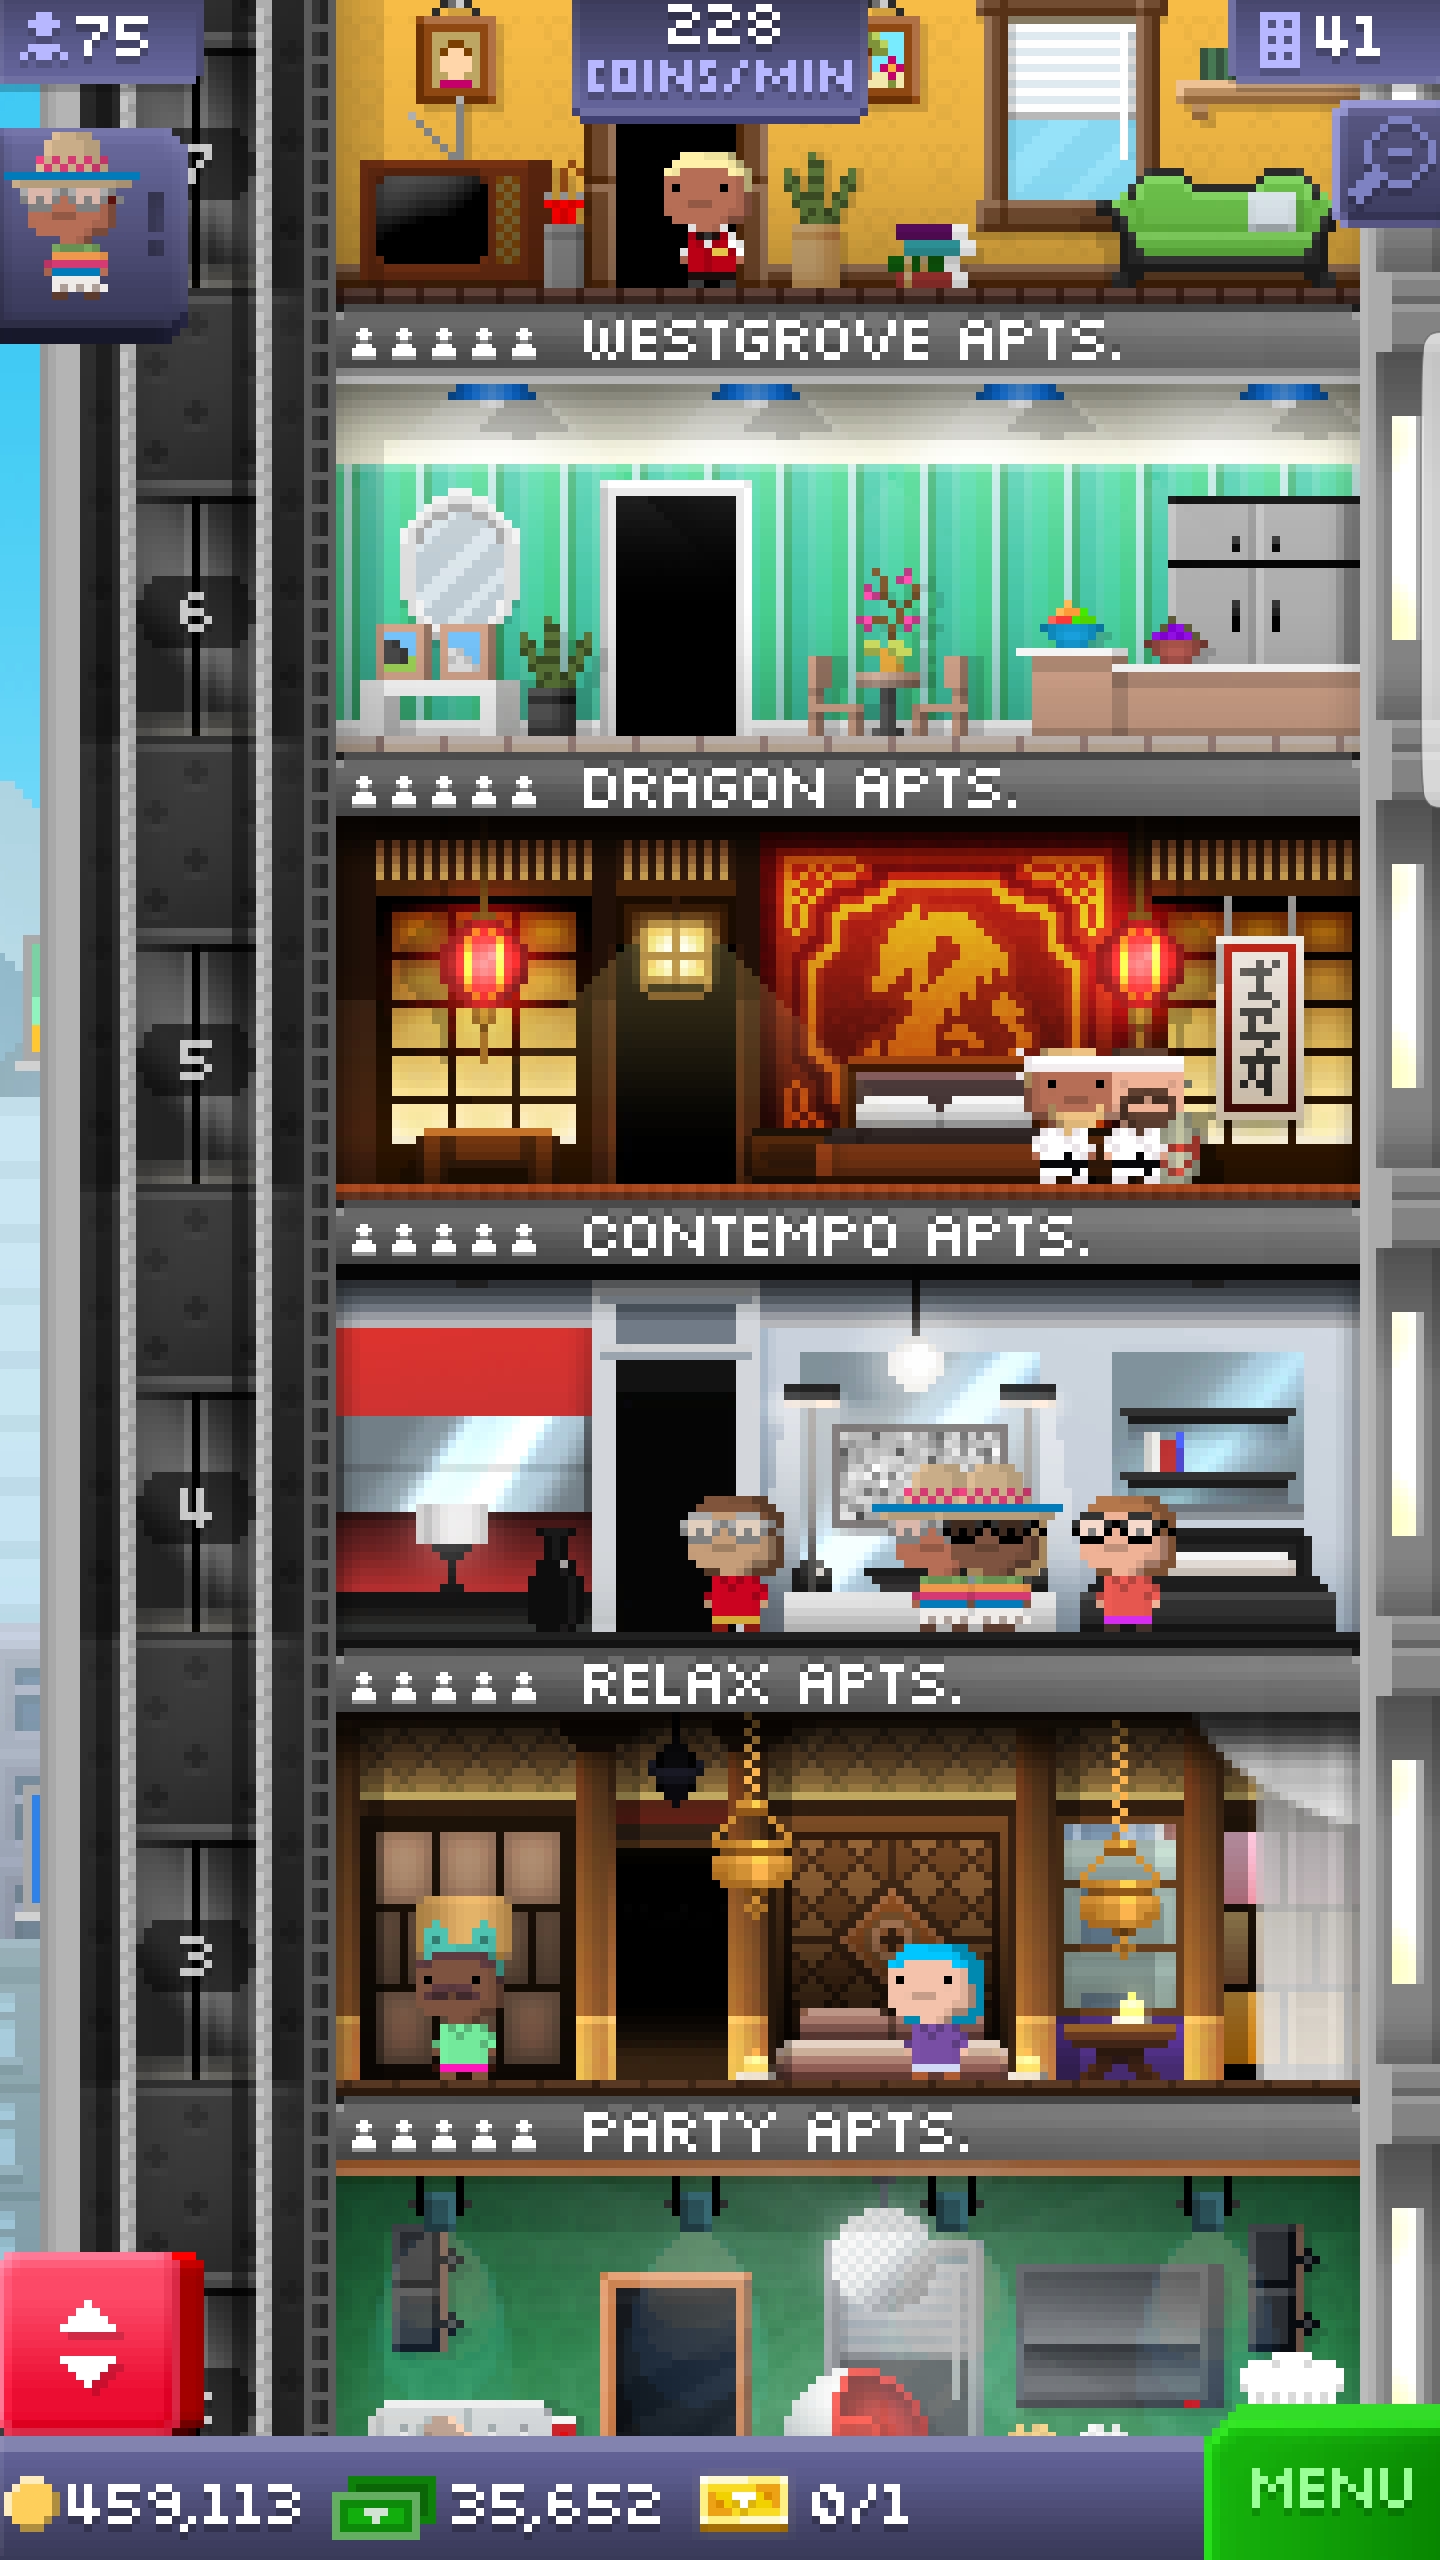 75
228
COINS/MIN
41
7
!
WESTGROVE APTS.
6
DRAGON APTS.
5
CONTEMPO APTS.
4
RELAX APTS.
3
PARTY APTS.
459,113
35,652
0/1
MENU